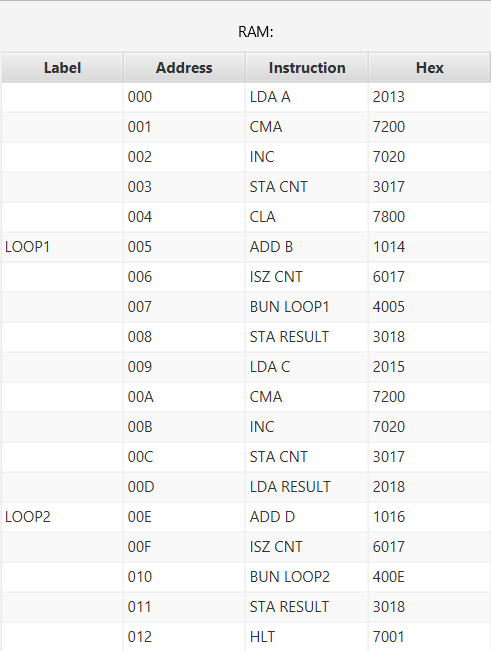 RAM:
Label Address Instruction Hex
000 LDA A 2013
001 CMA 7200
002 INC 7020
003 STA CNT 3017
004 CLA 7800
LOOP1 005 ADD B 1014
006 ISZ CNT 6017
007 BUN LOOP1 4005
008 STA RESULT 3018
009 LDA C 2015
00A CMA 7200
00B INC 7020
00C STA CNT 3017
00D LDA RESULT 2018
LOOP2 00E ADD D 1016
00F ISZ CNT 6017
010 BUN LOOP2 400E
011 STA RESULT 3018
012 HLT 7001